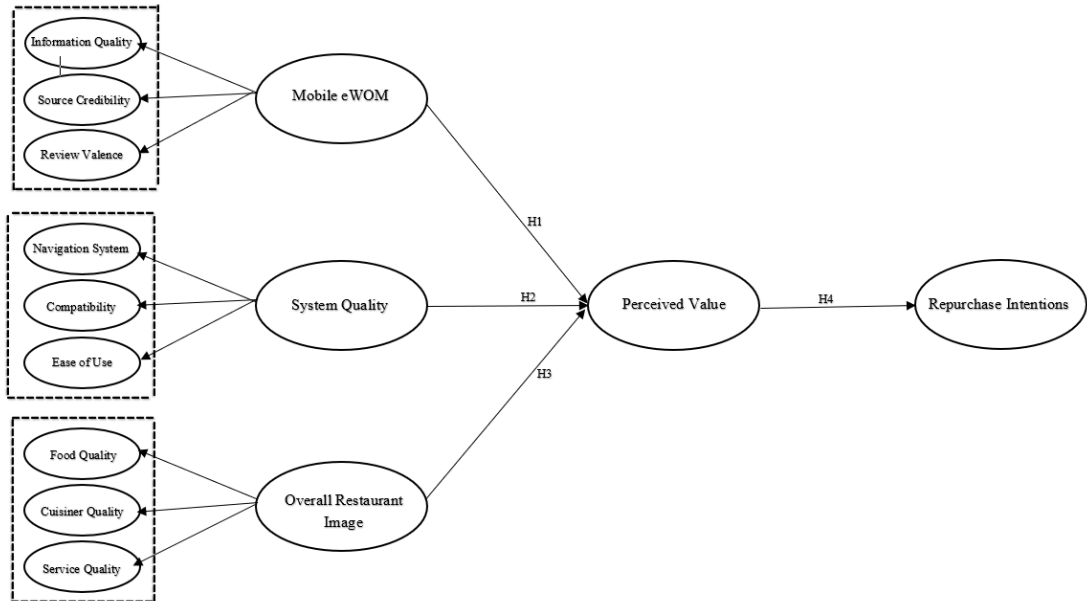 Information Quality
Source Credibility
Review Valence
Mobile eWOM
H1
Navigation System
Compatibility
Ease of Use
System Quality
H2
Perceived Value
H4
Repurchase Intentions
H3
Food Quality
Cuisiner Quality
Service Quality
Overall Restaurant
Image